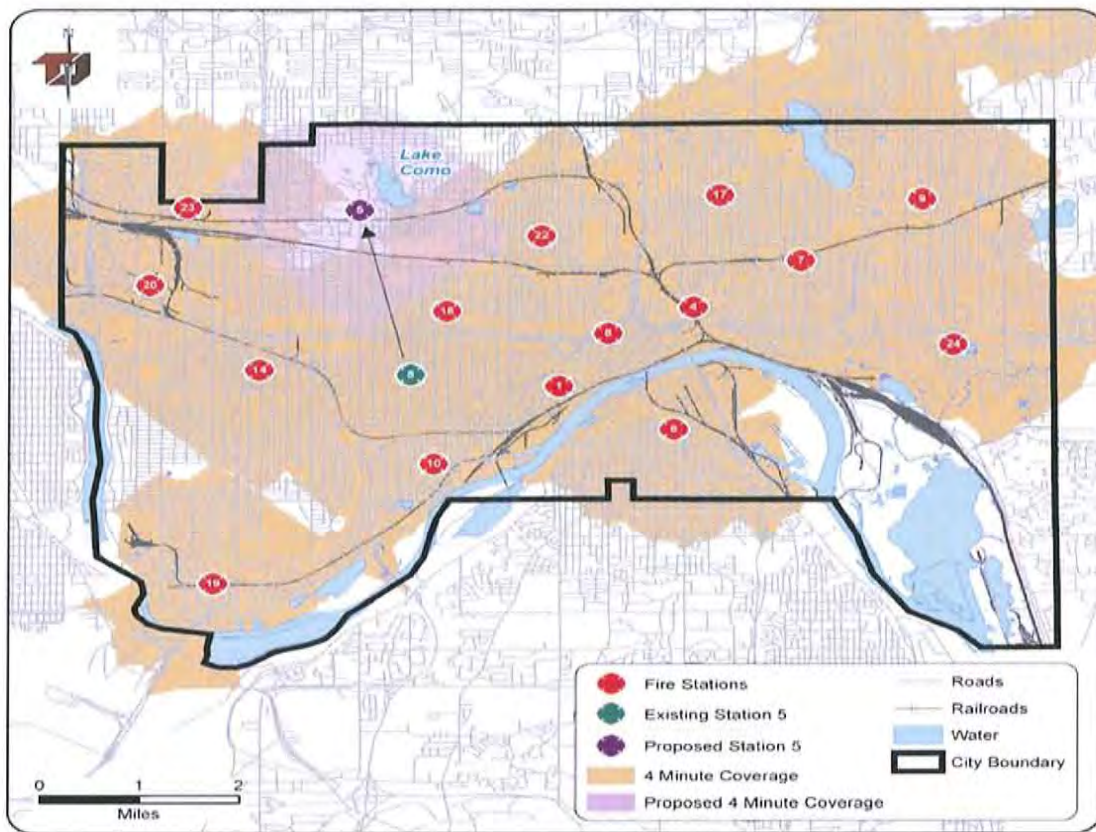 N
Lake
Como
23
5
17
9
22
7
20
18
4
8
24
14
5
1
6
10
19
0 1 2
Miles
Fire Stations
Existing Station 5
Proposed Station 5
4 Minute Coverage
Proposed 4 Minute Coverage
Roads
Railroads
Water
City Boundary